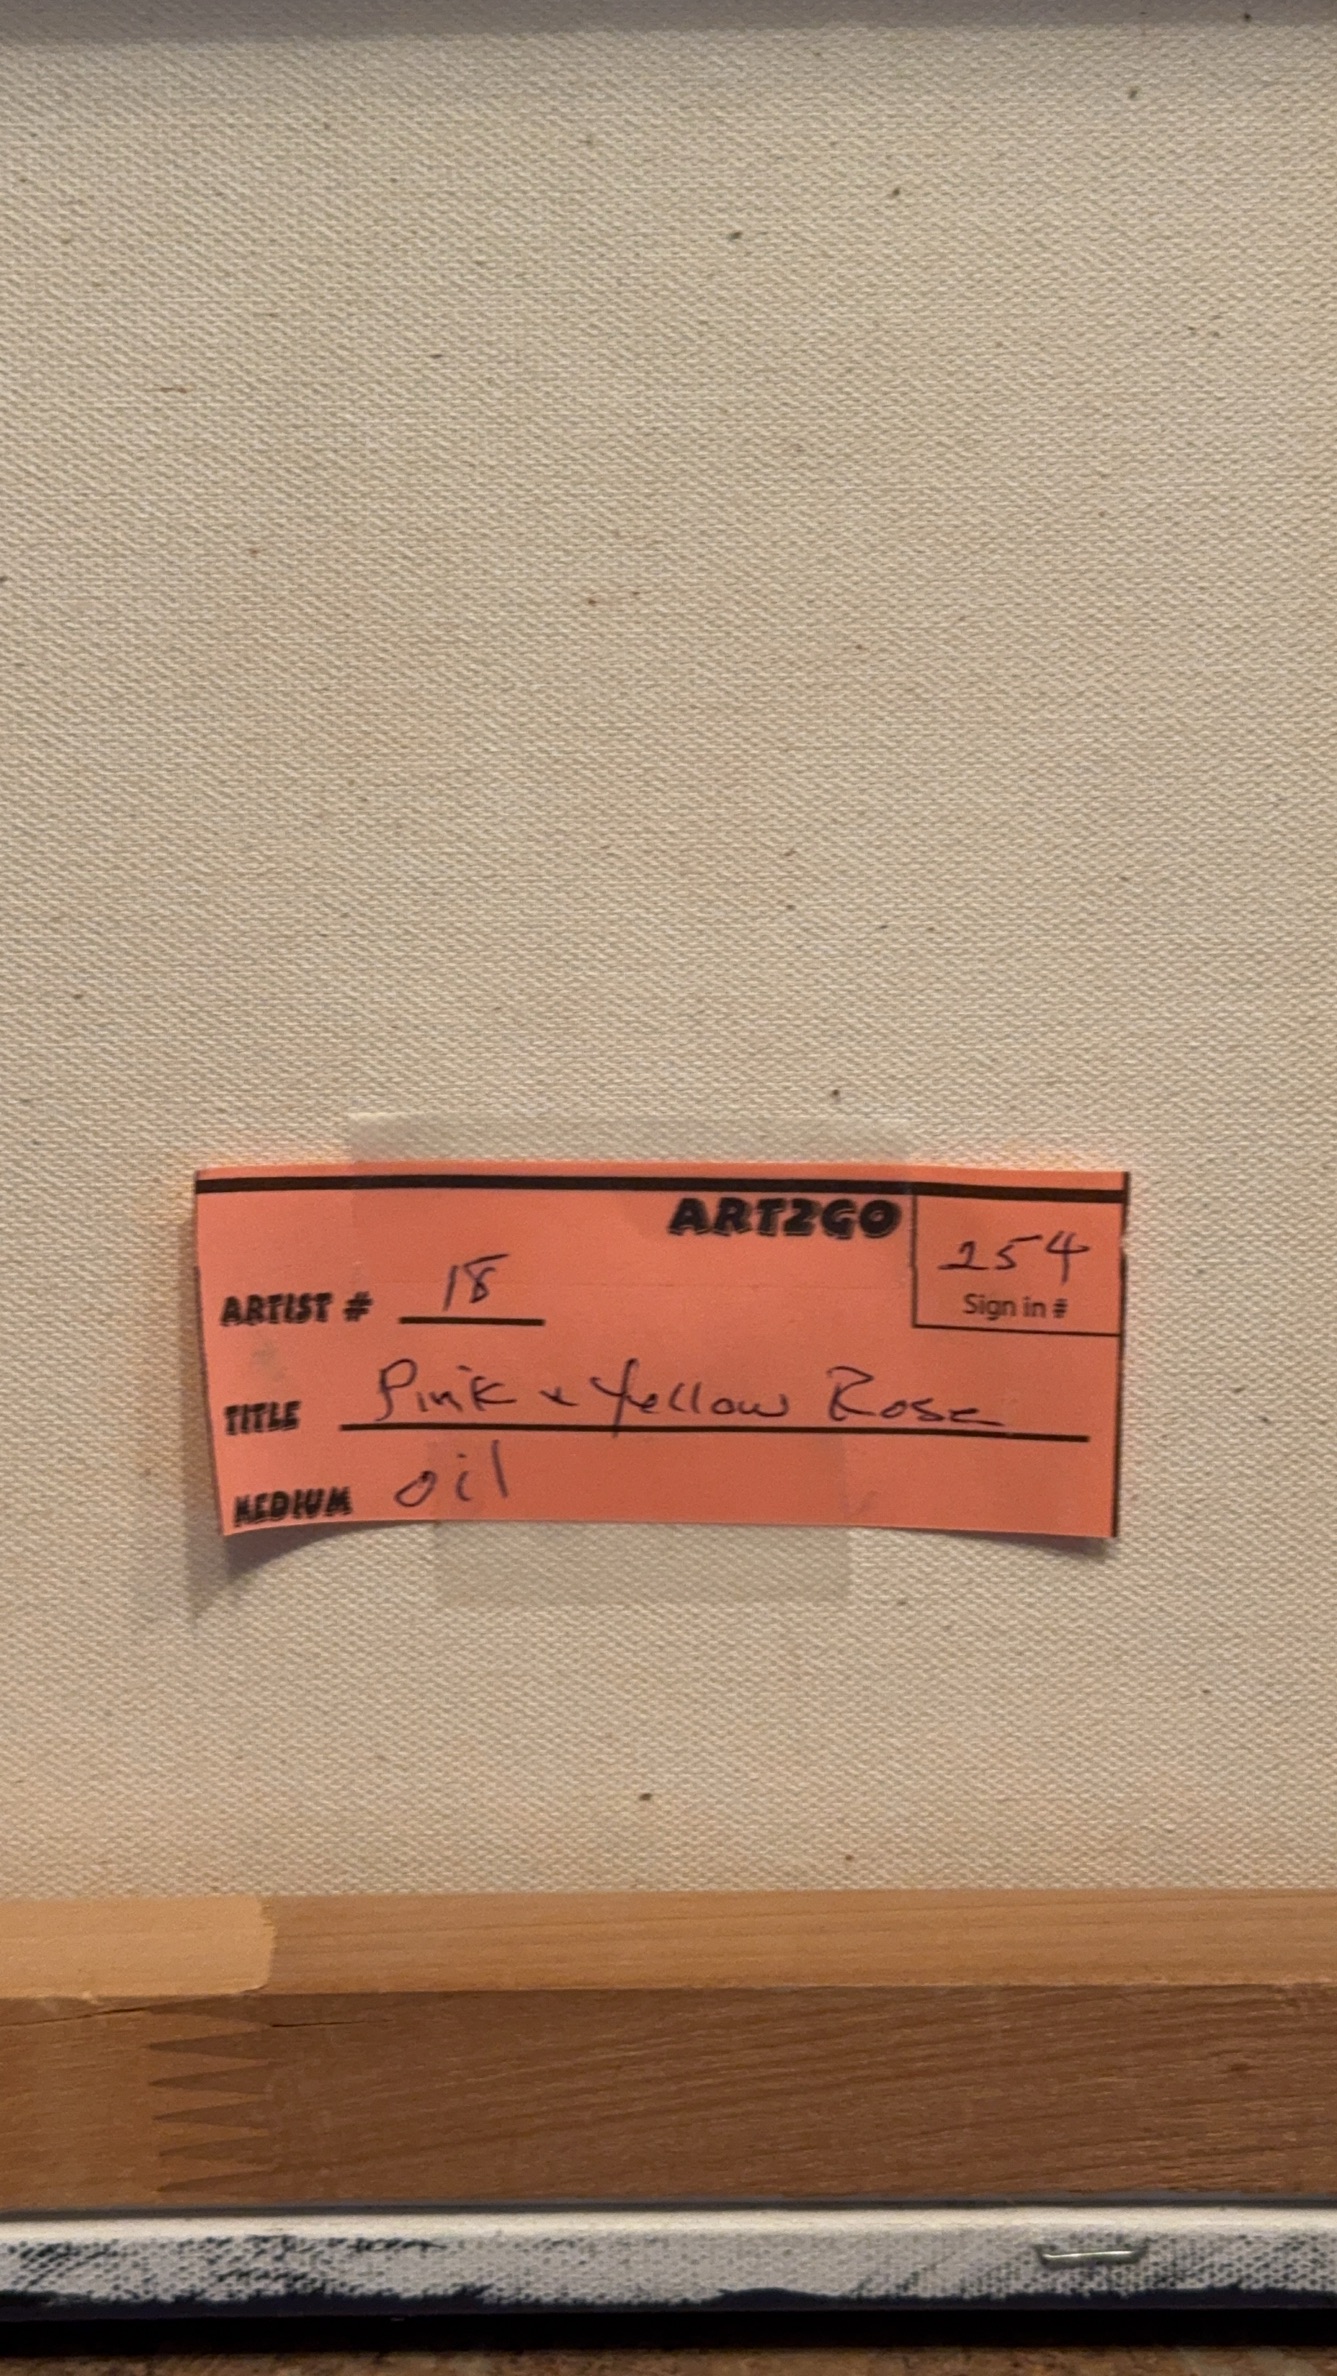 ART2GO
254
Sign in #
ARTIST # 18
TITLE Pink & Yellow Rose
MEDIUM oil